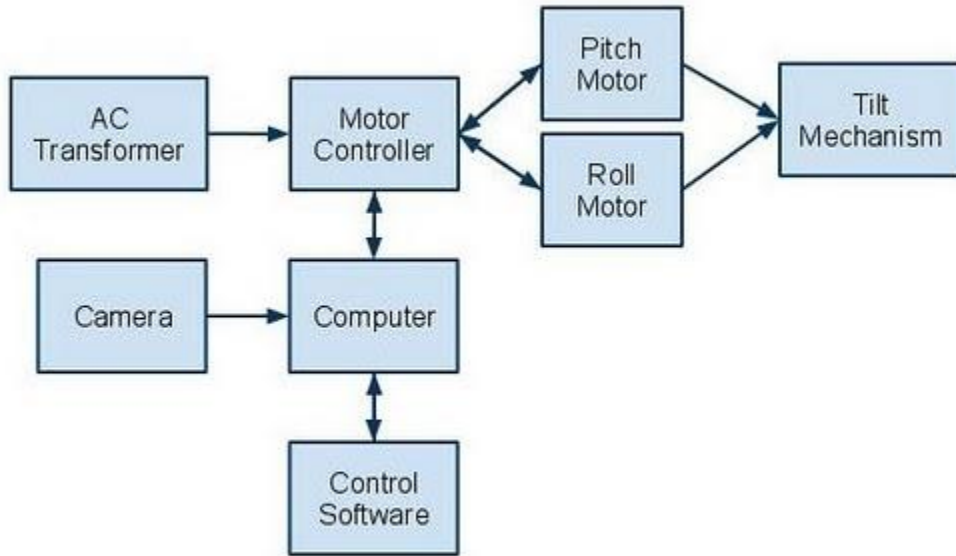 Pitch
Motor
AC
Transformer
Motor
Controller
Tilt
Mechanism
Roll
Motor
Camera
Computer
Control
Software